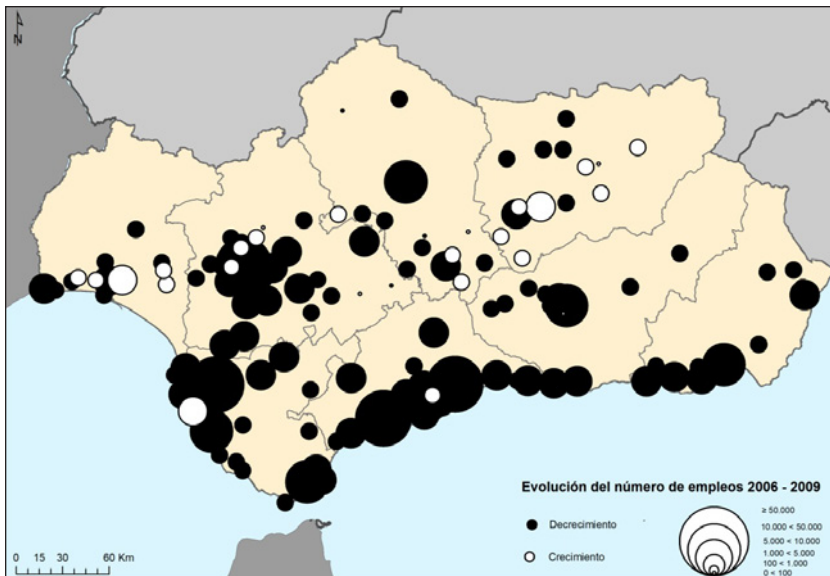 N
Evolución del número de empleos 2006 - 2009
Decrecimiento
Crecimiento
≥ 50.000
10.000 < 50.000
5.000 < 10.000
1.000 < 5.000
100 < 1.000
0 < 100
0 15 30 60 Km